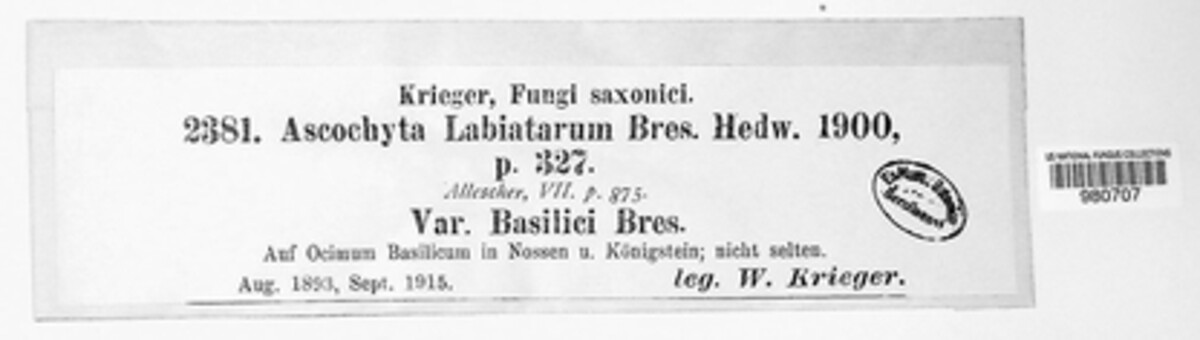 Krieger, Fungi saxonici.
2381. Ascochyta Labiatarum Bres. Hedw. 1900,
p. 327.
Allescher, VII. p. 875.
Var. Basilici Bres.
Auf Ocimum Basilicum in Nossen u. Königstein; nicht selten.
Aug. 1893, Sept. 1915.
leg. W. Krieger.
US NATIONAL FUNGUS COLLECTIONS
980707